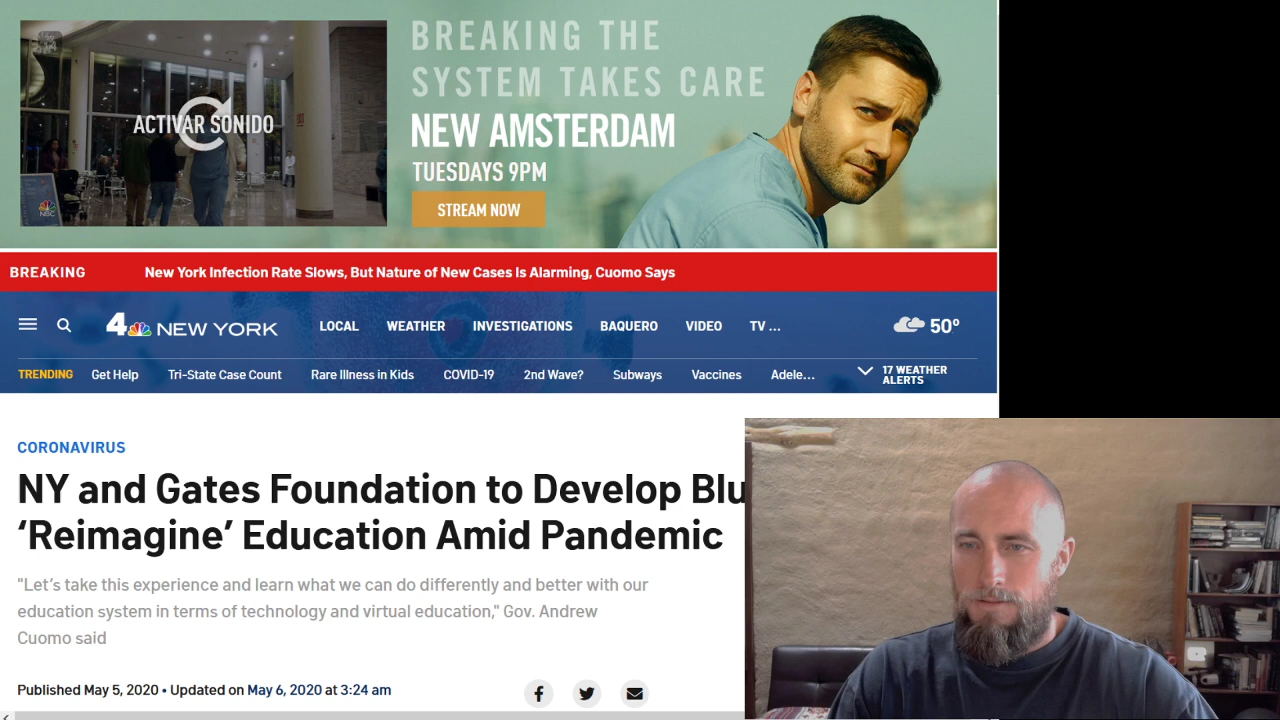 ACTIVAR SONIDO
BREAKING THE
SYSTEM TAKES CARE
NEW AMSTERDAM
TUESDAYS 9PM
STREAM NOW
NBC
BREAKING New York Infection Rate Slows, But Nature of New Cases Is Alarming, Cuomo Says
4 NEW YORK LOCAL WEATHER INVESTIGATIONS BAQUERO VIDEO TV ... 50º
TRENDING Get Help Tri-State Case Count Rare Illness in Kids COVID-19 2nd Wave? Subways Vaccines Adele... 17 WEATHER
ALERTS
CORONAVIRUS
NY and Gates Foundation to Develop Blu
‘Reimagine’ Education Amid Pandemic
"Let’s take this experience and learn what we can do differently and better with our
education system in terms of technology and virtual education," Gov. Andrew
Cuomo said
Published May 5, 2020 • Updated on May 6, 2020 at 3:24 am